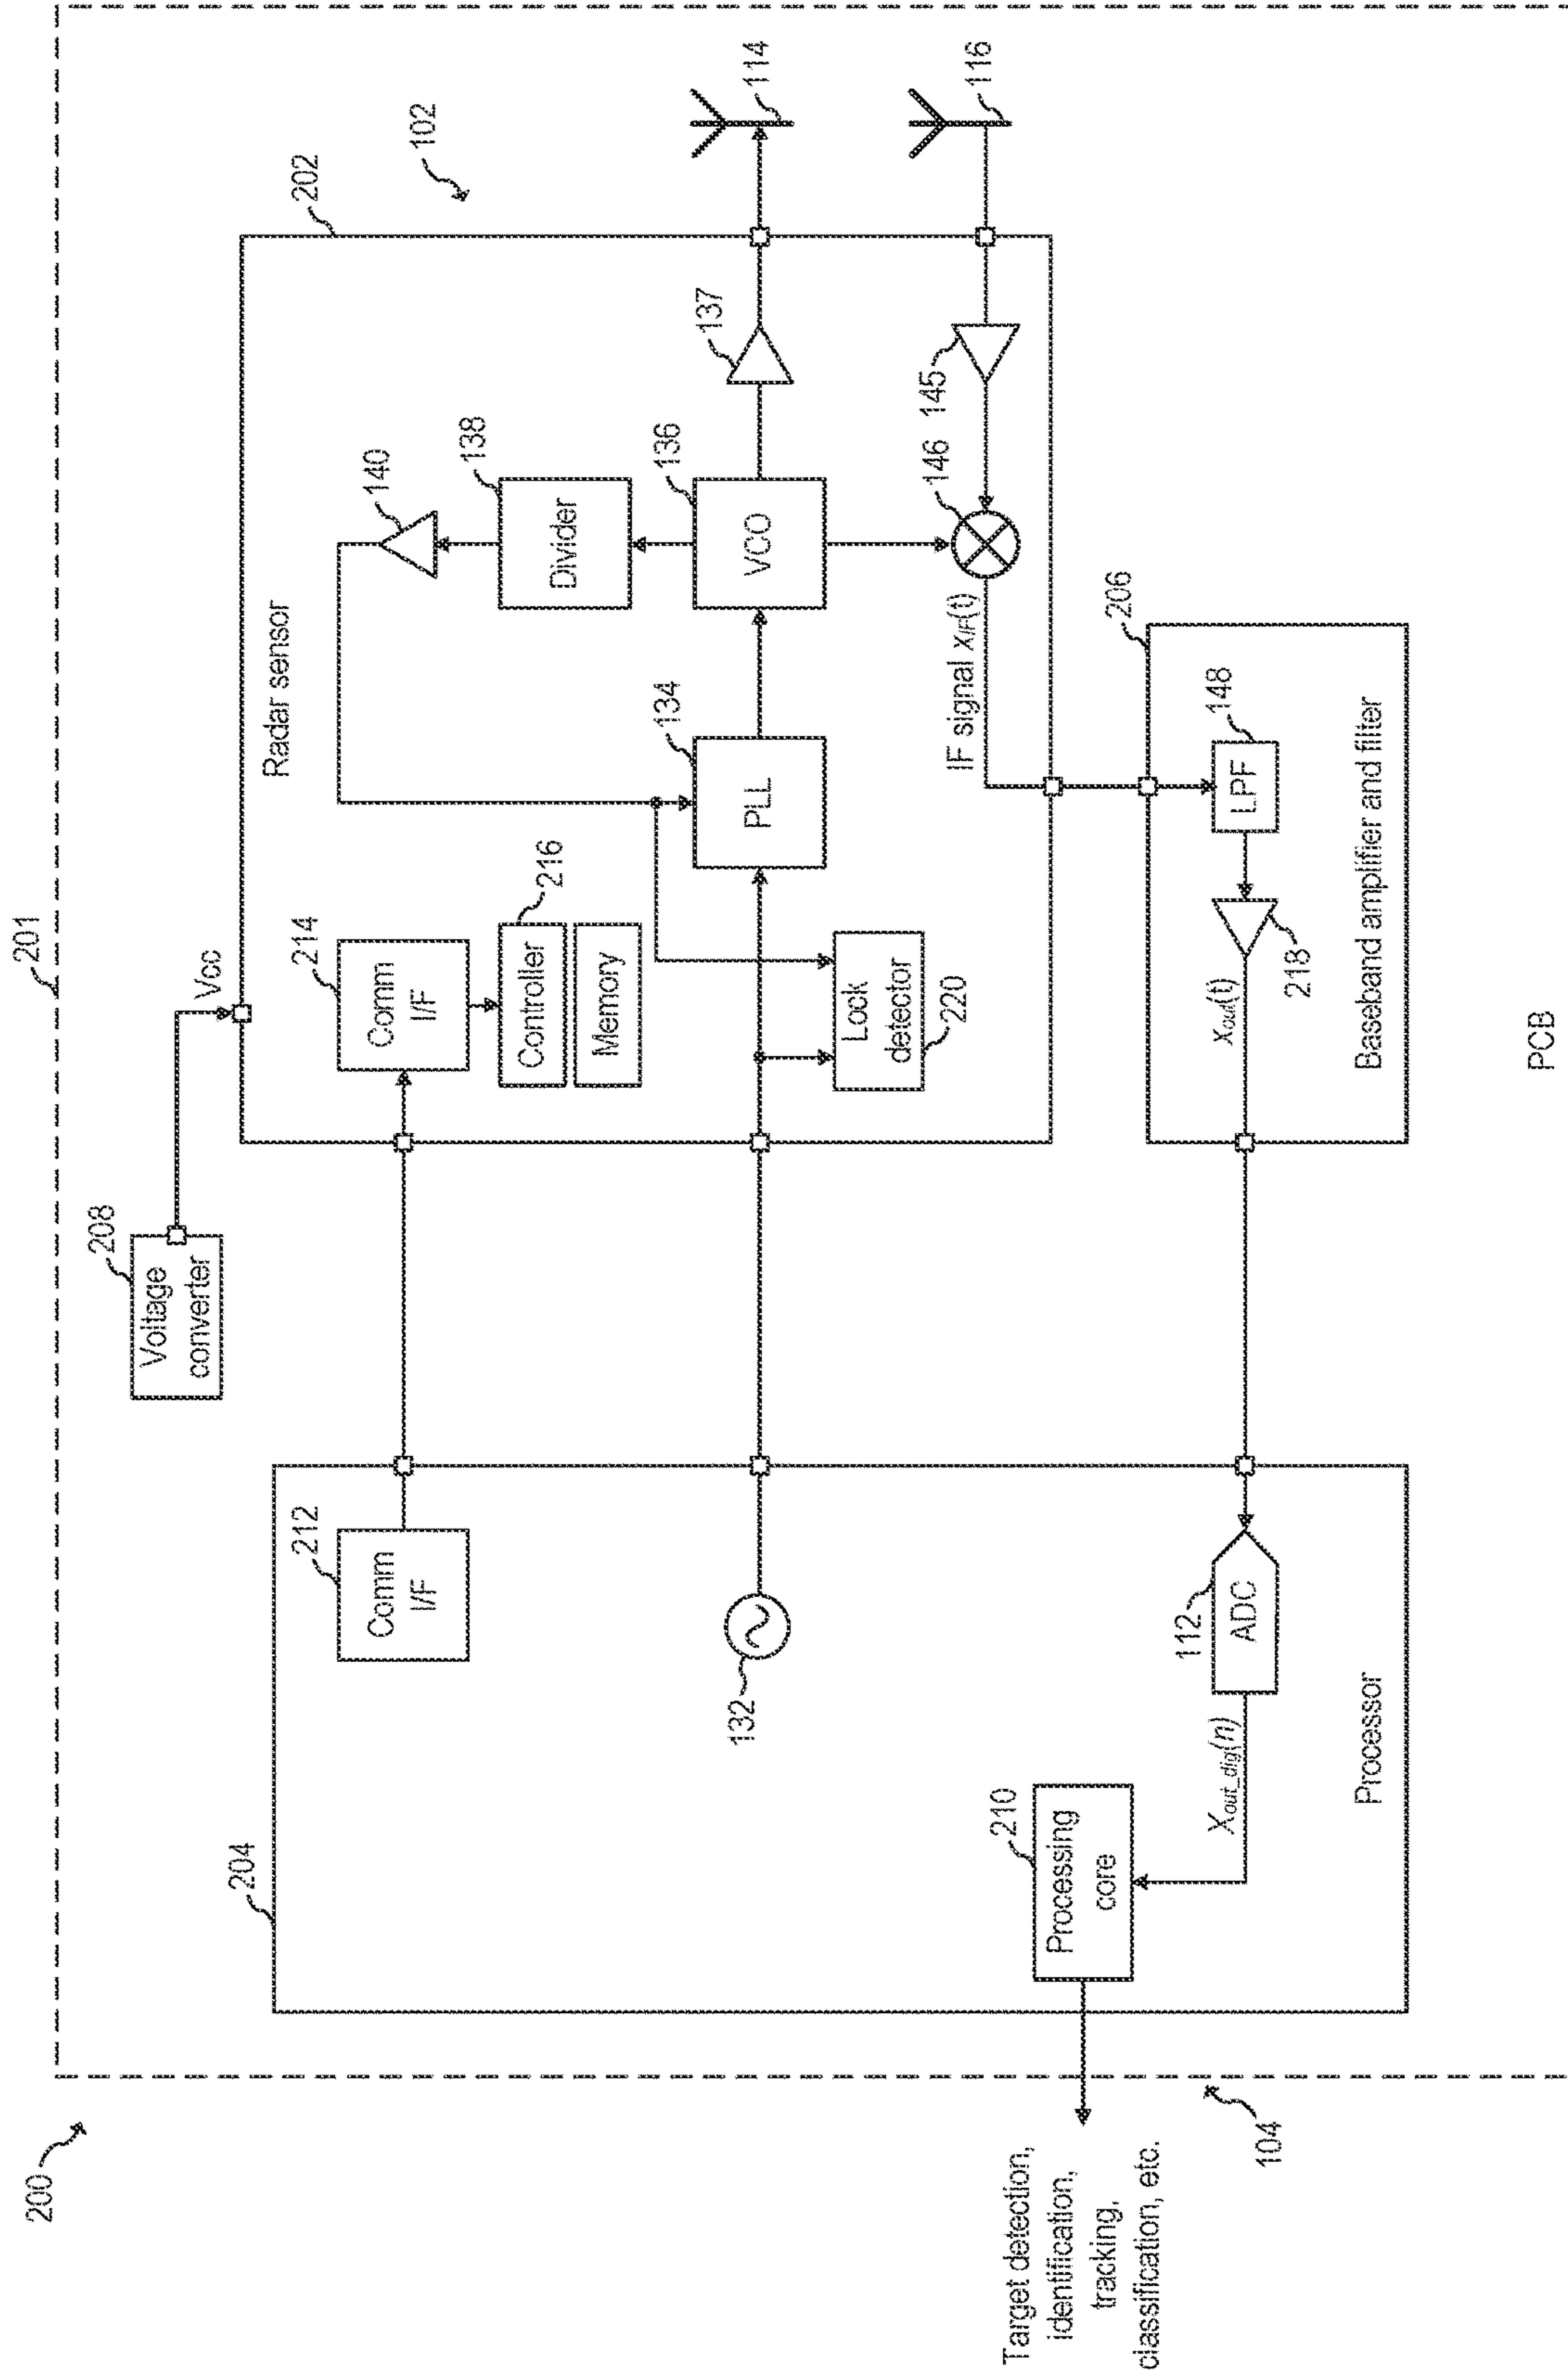 200
201
208
Voltage
converter
Vcc
202
102
Radar sensor
204
212
Comm
I/F
214
Comm
I/F
216
Controller
Memory
140
138
Divider
132
134
PLL
136
VCO
137
114
Lock
detector
220
IF signal xIF(t)
146
145
116
210
Processing
core
Xout_dig(n)
112
ADC
Processor
206
xout(t)
218
148
LPF
Baseband amplifier and filter
Target detection,
identification,
tracking,
classification, etc.
104
PCB